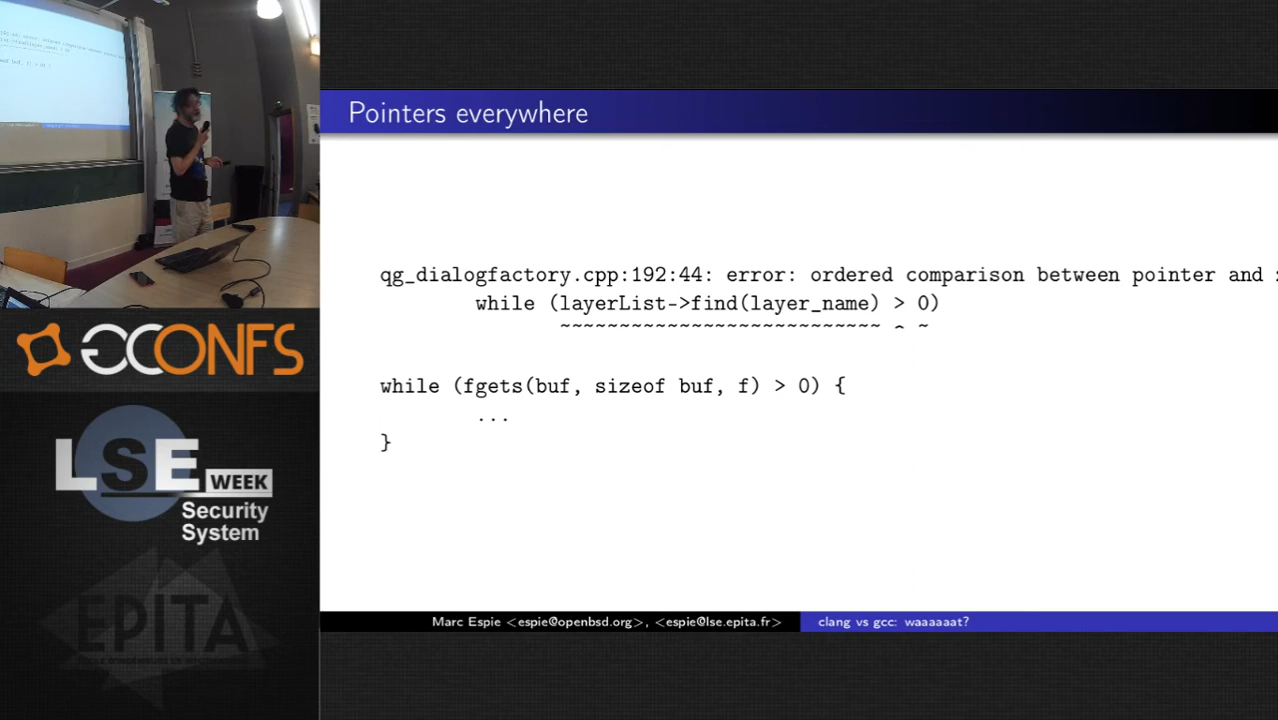 Pointers everywhere
qg_dialogfactory.cpp:192:44: error: ordered comparison between pointer and
while (layerList->find(layer_name) > 0)
~~~~~~~~~~~~~~~~~~~~~~~~~~~ ^ ~
while (fgets(buf, sizeof buf, f) > 0) {
...
}
Marc Espie <espie@openbsd.org>, <espie@lse.epita.fr>
clang vs gcc: waaaaaat?
GCONFS
LSE WEEK
Security
System
EPITA